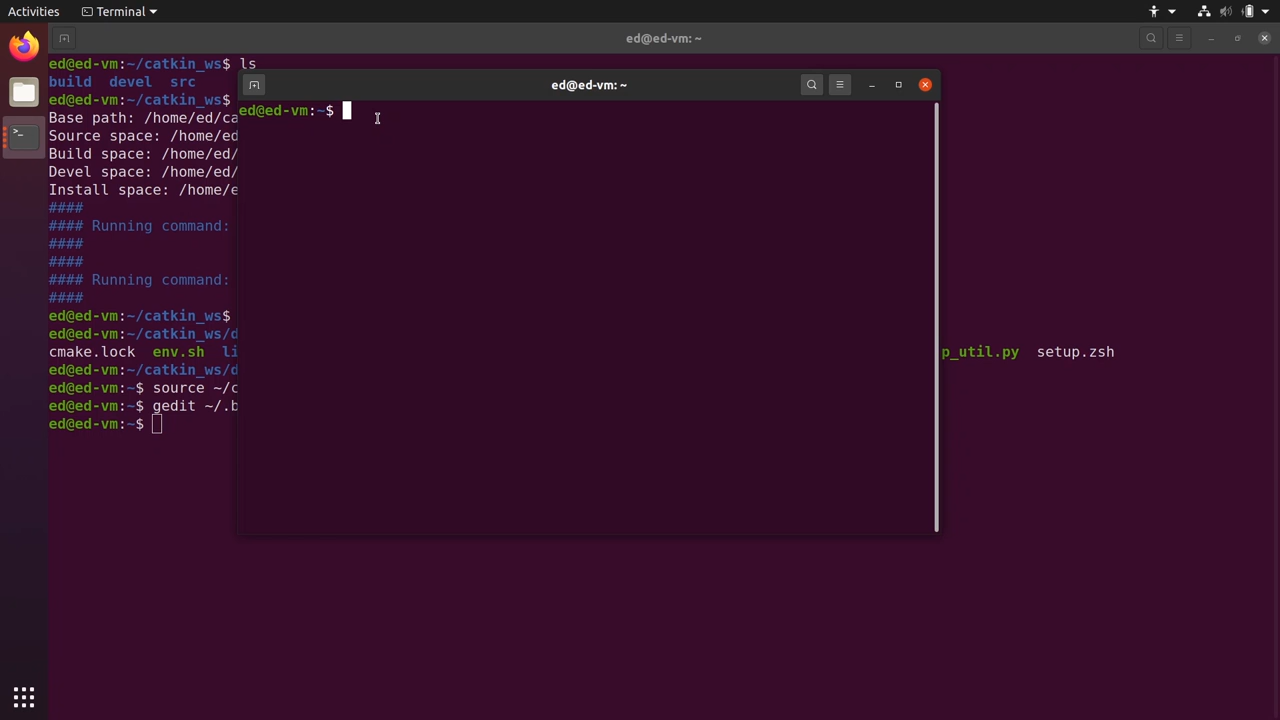 Activities Terminal
ed@ed-vm: ~
ed@ed-vm:~/catkin_ws$ ls
build devel src
ed@ed-vm:~/catkin_ws$
Base path: /home/ed/ca
Source space: /home/ed
Build space: /home/ed/
Devel space: /home/ed/
Install space: /home/e
####
#### Running command:
####
####
#### Running command:
####
ed@ed-vm:~/catkin_ws$
ed@ed-vm:~/catkin_ws/d
cmake.lock env.sh li p_util.py setup.zsh
ed@ed-vm:~/catkin_ws/d
ed@ed-vm:~$ source ~/c
ed@ed-vm:~$ gedit ~/.b
ed@ed-vm:~$
ed@ed-vm: ~
ed@ed-vm:~$